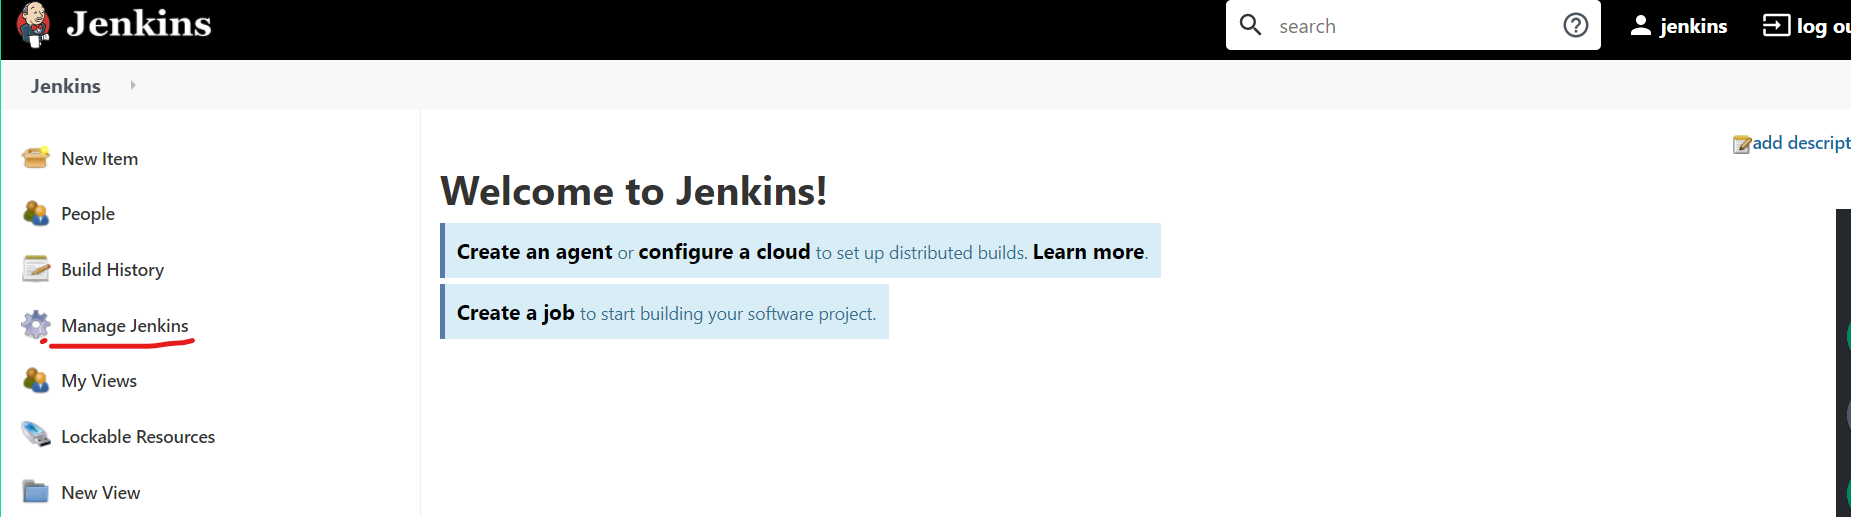 Jenkins
search
jenkins
log ou
Jenkins
New Item
People
Build History
Manage Jenkins
My Views
Lockable Resources
New View
add descript
Welcome to Jenkins!
Create an agent or configure a cloud to set up distributed builds. Learn more.
Create a job to start building your software project.